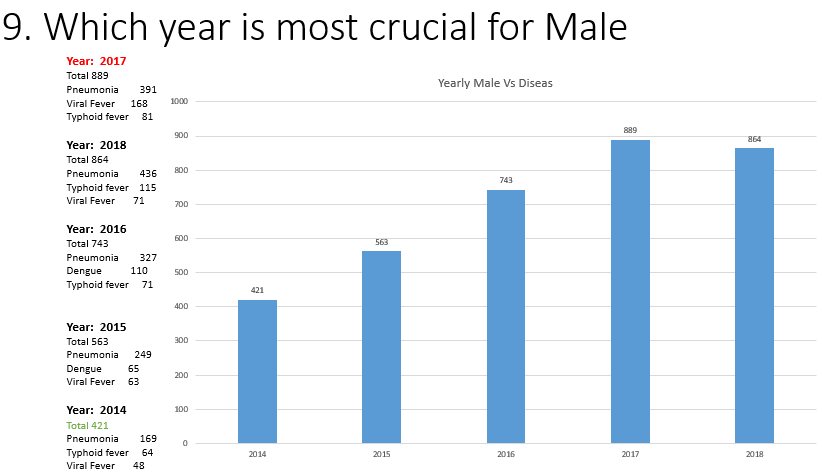 9. Which year is most crucial for Male
Year: 2017
Total 889
Pneumonia 391
Viral Fever 168
Typhoid fever 81
Year: 2018
Total 864
Pneumonia 436
Typhoid fever 115
Viral Fever 71
Year: 2016
Total 743
Pneumonia 327
Dengue 110
Typhoid fever 71
Year: 2015
Total 563
Pneumonia 249
Dengue 65
Viral Fever 63
Year: 2014
Total 421
Pneumonia 169
Typhoid fever 64
Viral Fever 48
Yearly Male Vs Diseas
1000
900
800
700
600
500
400
300
200
100
0
421
563
743
889
864
2014 2015 2016 2017 2018